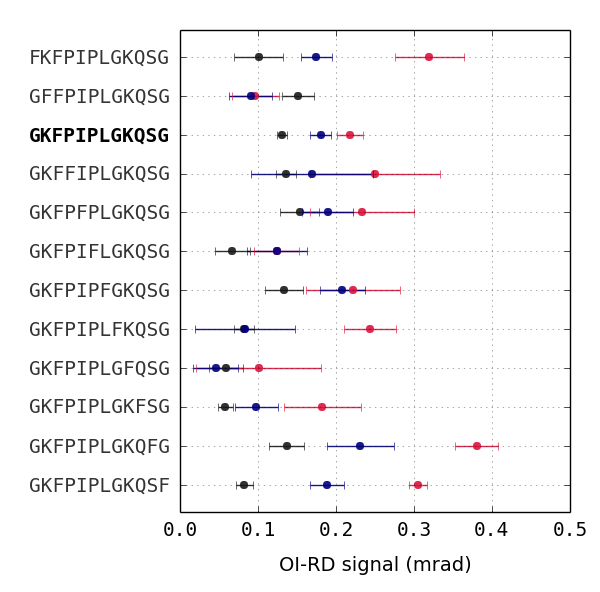 FKFPIPLGKQSG
GFFPIPLGKQSG
GKFPIPLGKQSG
GKFFIPLGKQSG
GKFPFPLGKQSG
GKFPIFLGKQSG
GKFPIPFGKQSG
GKFPIPLFKQSG
GKFPIPLGFQSG
GKFPIPLGKFSG
GKFPIPLGKQFG
GKFPIPLGKQSF
0.0 0.1 0.2 0.3 0.4 0.5
OI-RD signal (mrad)